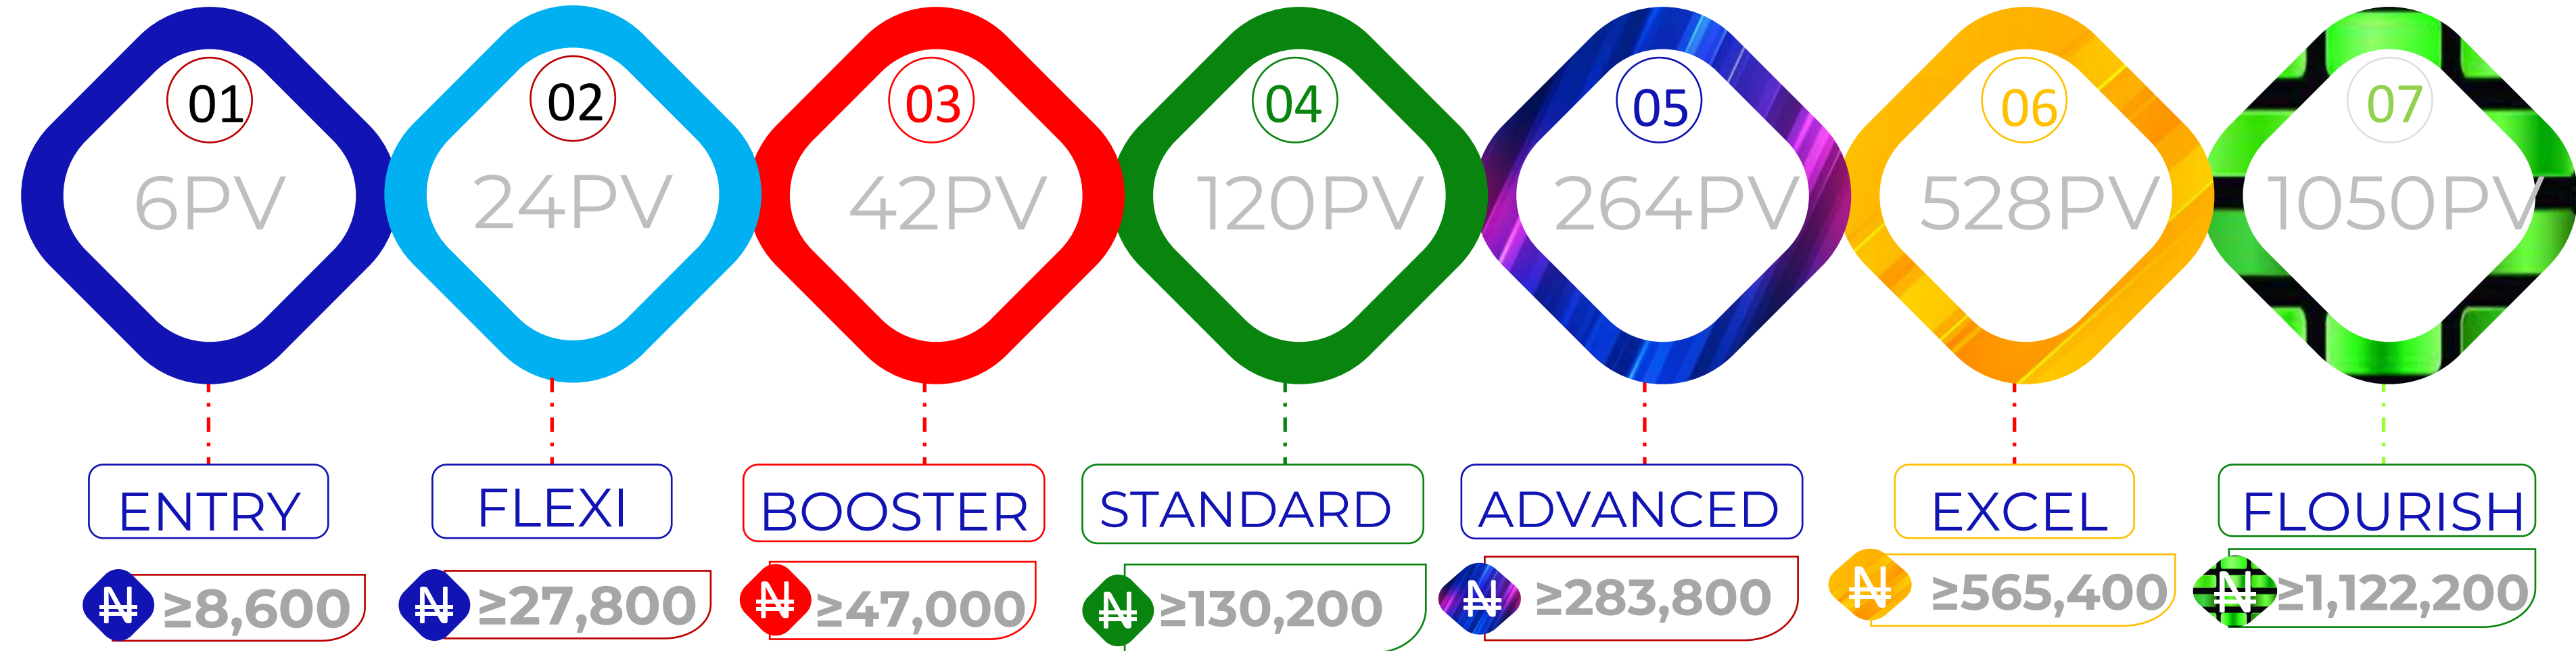 01
6PV
ENTRY
₦ ≥8,600
02
24PV
FLEXI
₦ ≥27,800
03
42PV
BOOSTER
₦ ≥47,000
04
120PV
STANDARD
₦ ≥130,200
05
264PV
ADVANCED
₦ ≥283,800
06
528PV
EXCEL
₦ ≥565,400
07
1050PV
FLOURISH
₦ ≥1,122,200